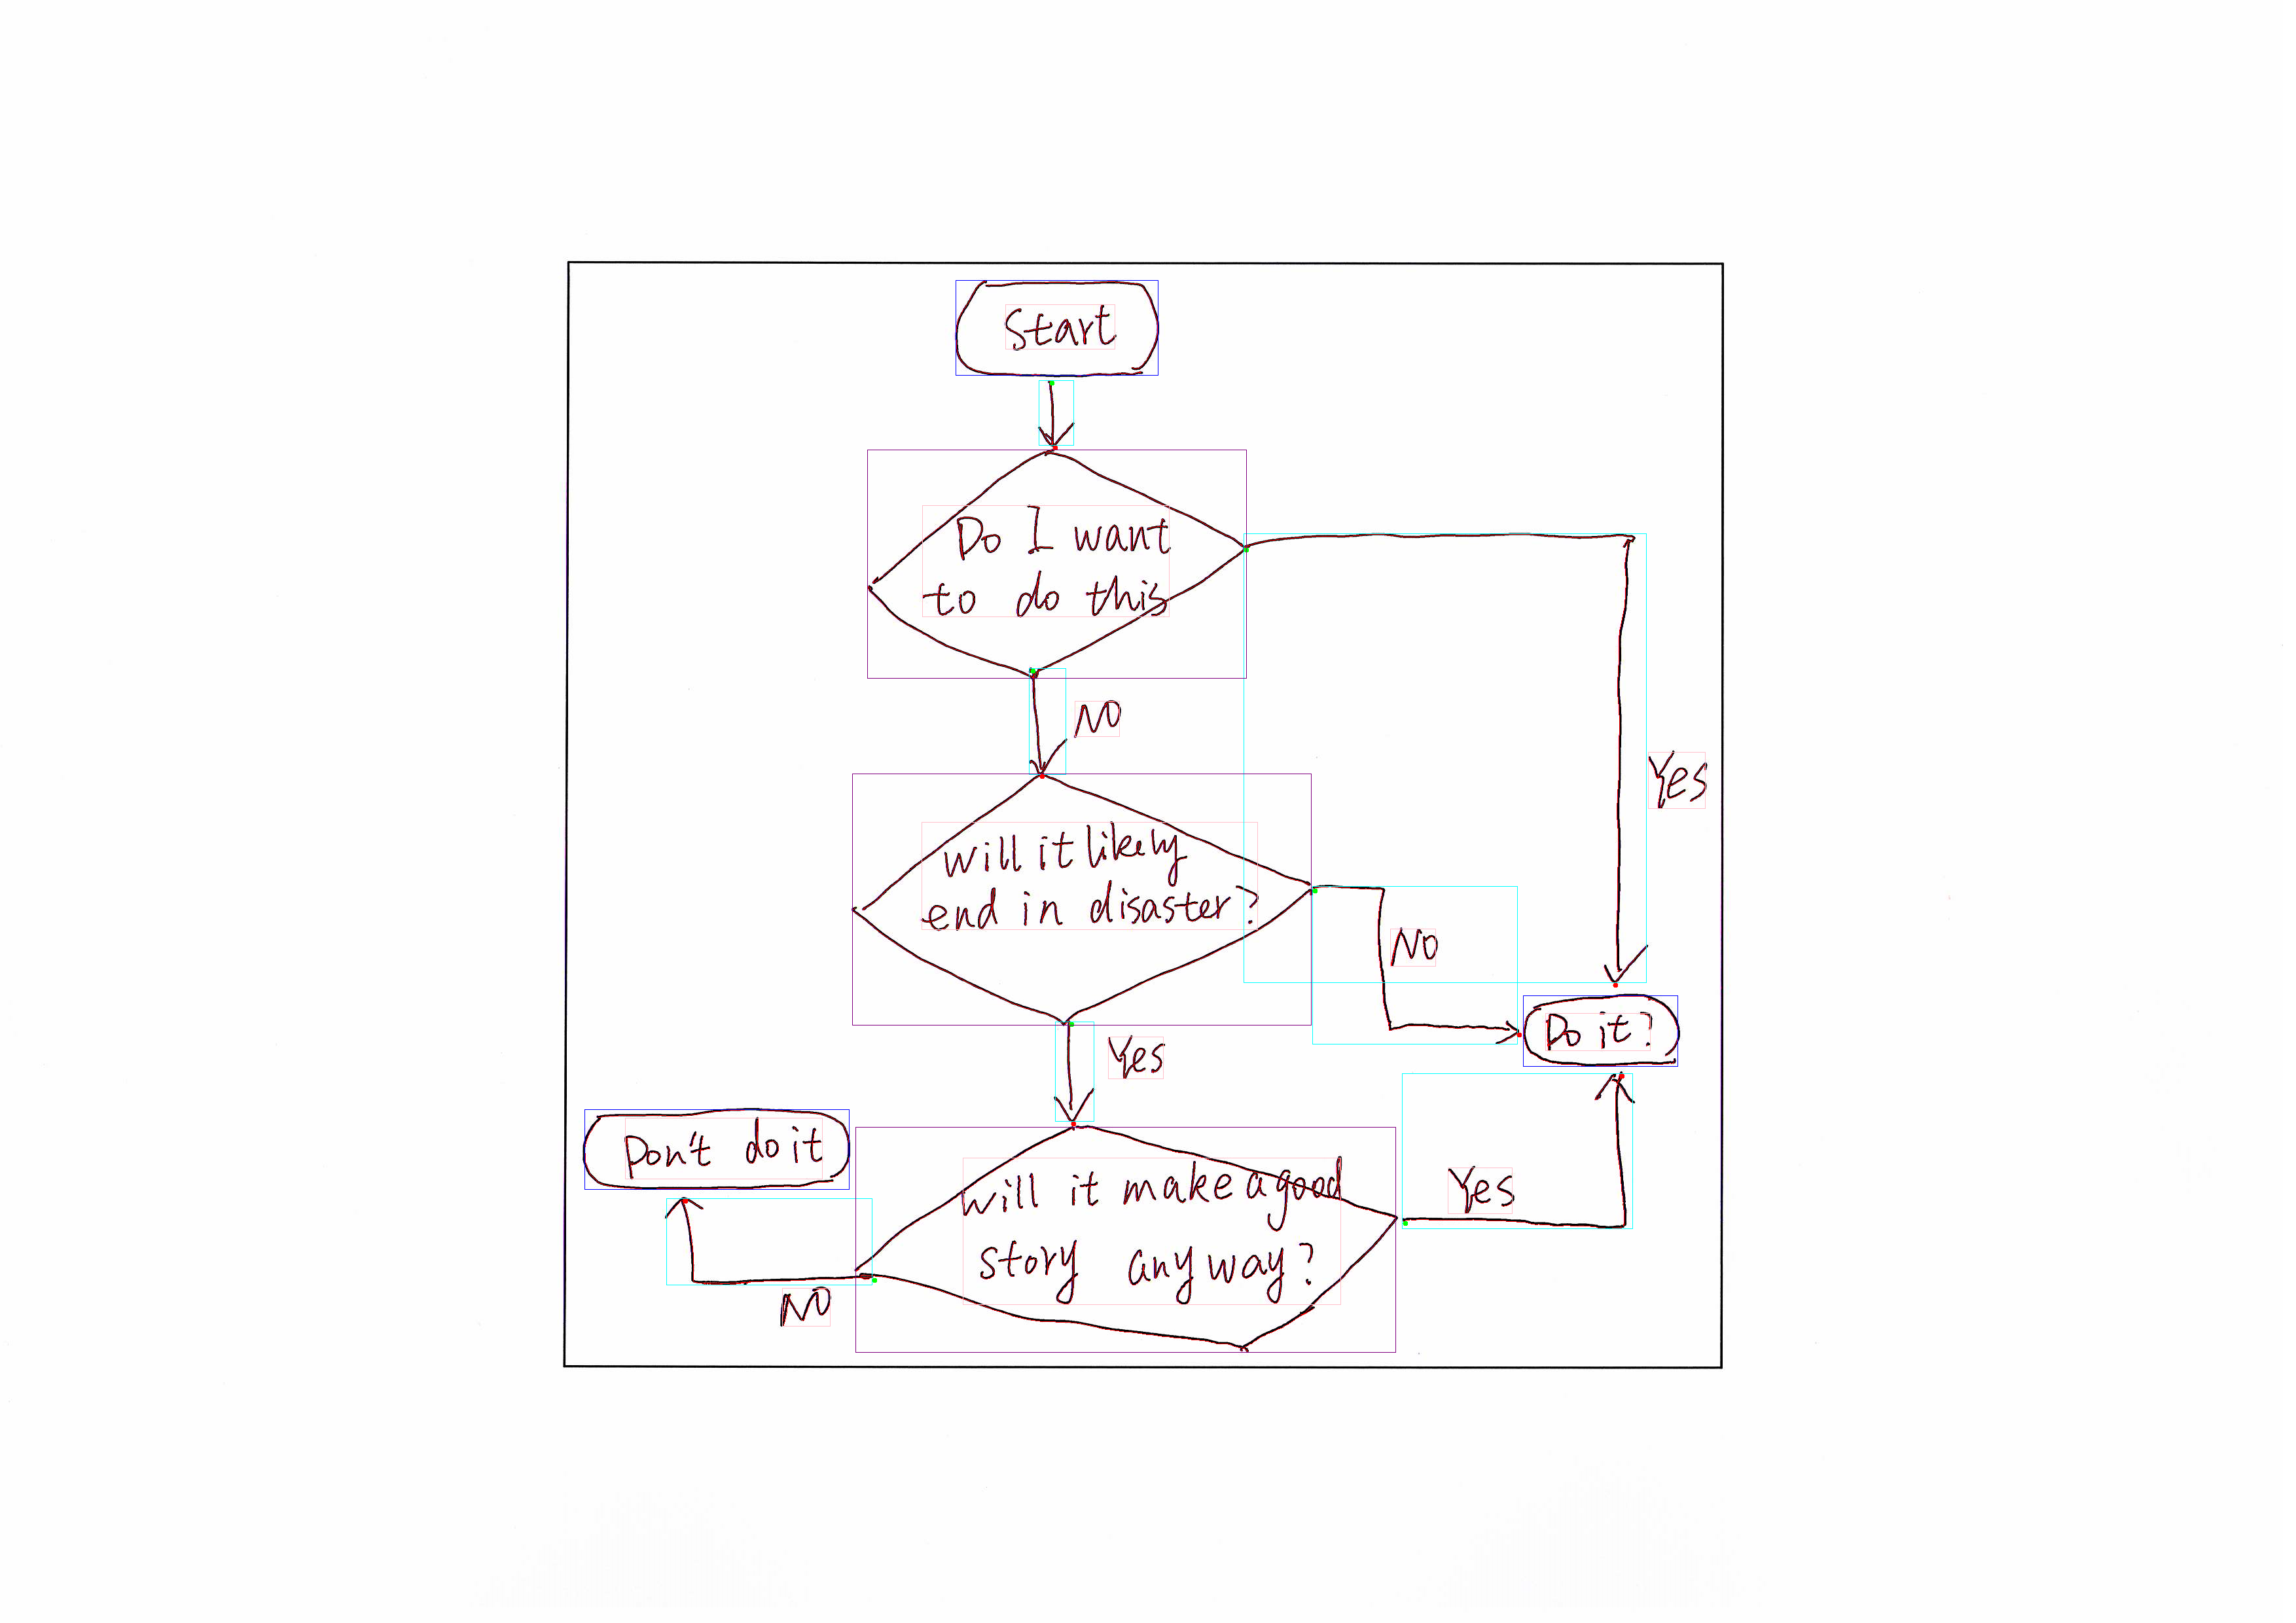 Start
Do I want
to do this
NO
Yes
will it likely
end in disaster?
NO
Do it?
Yes
Don't do it
will it make a good
story anyway?
Yes
NO